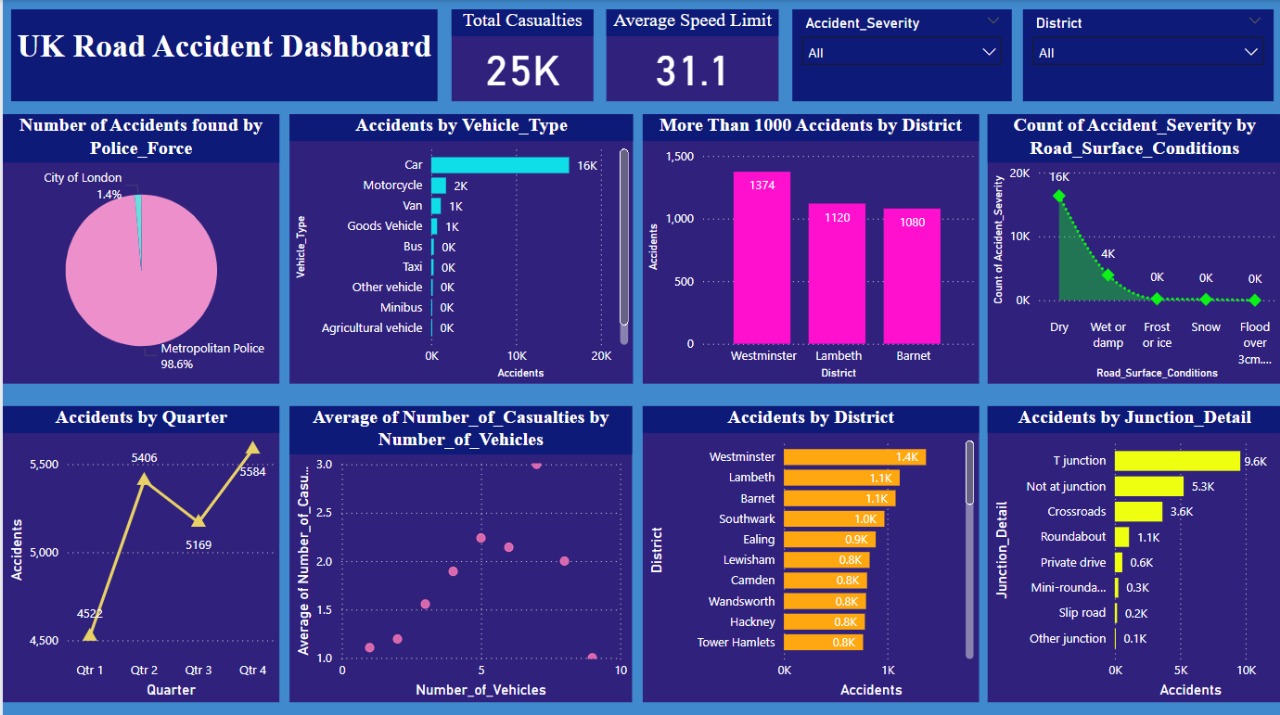 UK Road Accident Dashboard
Total Casualties
25K
Average Speed Limit
31.1
Accident_Severity
All
District
All
Number of Accidents found by
Police_Force
City of London
1.4%
Metropolitan Police
98.6%
Accidents by Vehicle_Type
Vehicle_Type
Car
16K
Motorcycle
2K
Van
1K
Goods Vehicle
1K
Bus
0K
Taxi
0K
Other vehicle
0K
Minibus
0K
Agricultural vehicle
0K
0K
10K
20K
Accidents
More Than 1000 Accidents by District
Accidents
1,500
1,000
500
0
1374
1120
1080
Westminster
Lambeth
Barnet
District
Count of Accident_Severity by
Road_Surface_Conditions
Count of Accident_Severity
20K
10K
0K
16K
4K
0K
0K
0K
Dry
Wet or
damp
Frost
or ice
Snow
Flood
over
3cm....
Road_Surface_Conditions
Accidents by Quarter
Accidents
5,500
5,000
4,500
4522
5406
5169
5584
Qtr 1
Qtr 2
Qtr 3
Qtr 4
Quarter
Average of Number_of_Casualties by
Number_of_Vehicles
Average of Number_of_Casu...
3.0
2.5
2.0
1.5
1.0
0
5
10
Number_of_Vehicles
Accidents by District
District
Westminster
1.4K
Lambeth
1.1K
Barnet
1.1K
Southwark
1.0K
Ealing
0.9K
Lewisham
0.8K
Camden
0.8K
Wandsworth
0.8K
Hackney
0.8K
Tower Hamlets
0.8K
0K
1K
Accidents
Accidents by Junction_Detail
Junction_Detail
T junction
9.6K
Not at junction
5.3K
Crossroads
3.6K
Roundabout
1.1K
Private drive
0.6K
Mini-rounda...
0.3K
Slip road
0.2K
Other junction
0.1K
0K
5K
10K
Accidents